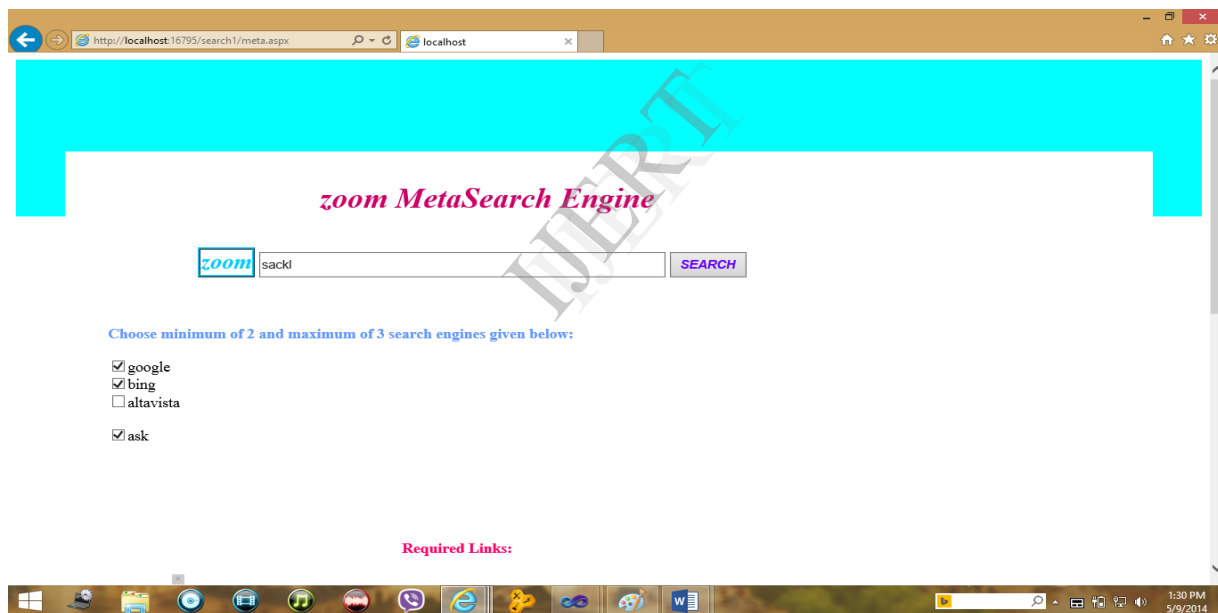 http://localhost:16795/search1/meta.aspx
localhost
IJERT
zoom MetaSearch Engine
zoom
sackl
SEARCH
Choose minimum of 2 and maximum of 3 search engines given below:
google
bing
altavista
ask
Required Links:
1:30 PM
5/9/2014